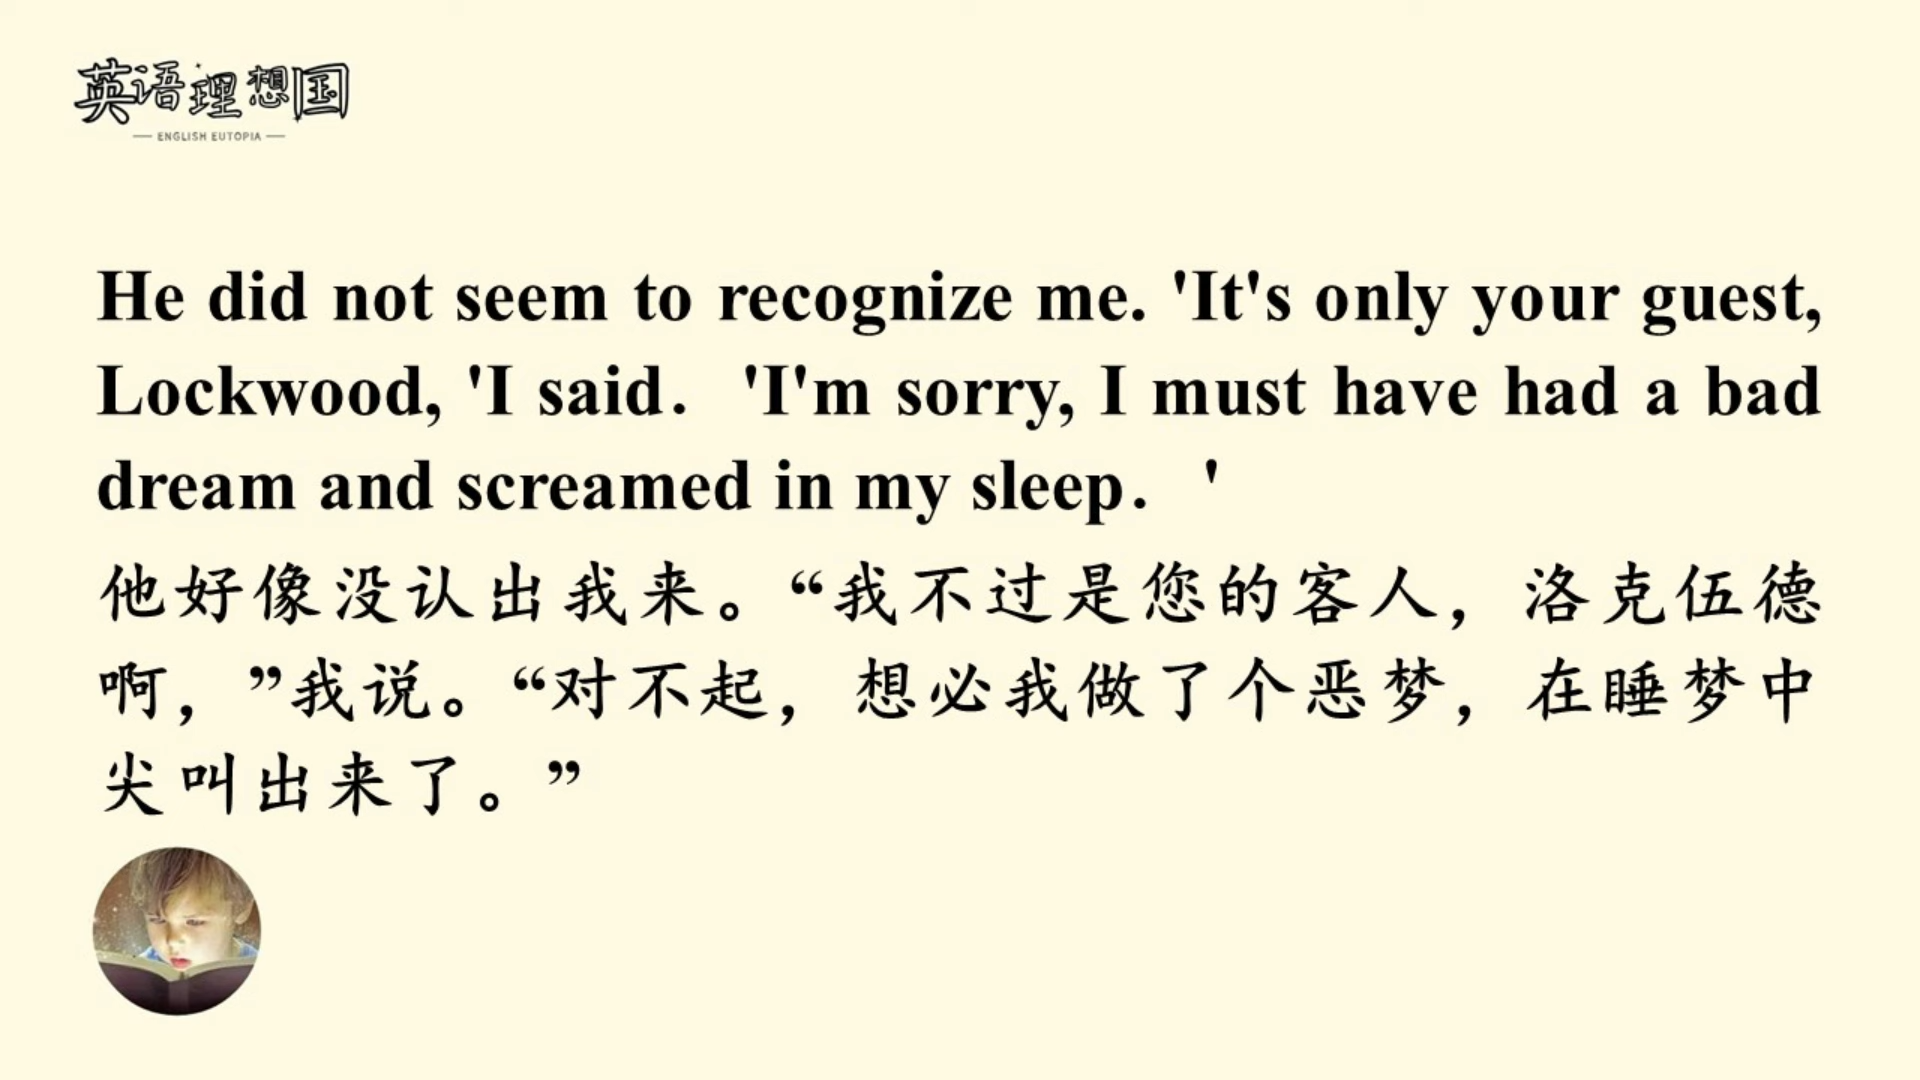 英语理想国
ENGLISH EUTOPIA
He did not seem to recognize me. 'It's only your guest,
Lockwood, 'I said. 'I'm sorry, I must have had a bad
dream and screamed in my sleep. '
他好像没认出我来。“我不过是您的客人，洛克伍德
啊，”我说。“对不起，想必我做了个恶梦，在睡梦中
尖叫出来了。”